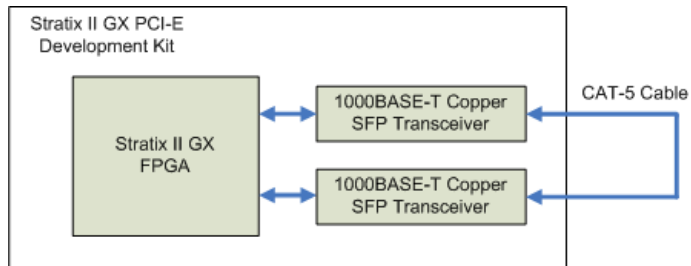 Stratix II GX PCI-E
Development Kit
Stratix II GX
FPGA
1000BASE-T Copper
SFP Transceiver
CAT-5 Cable
1000BASE-T Copper
SFP Transceiver